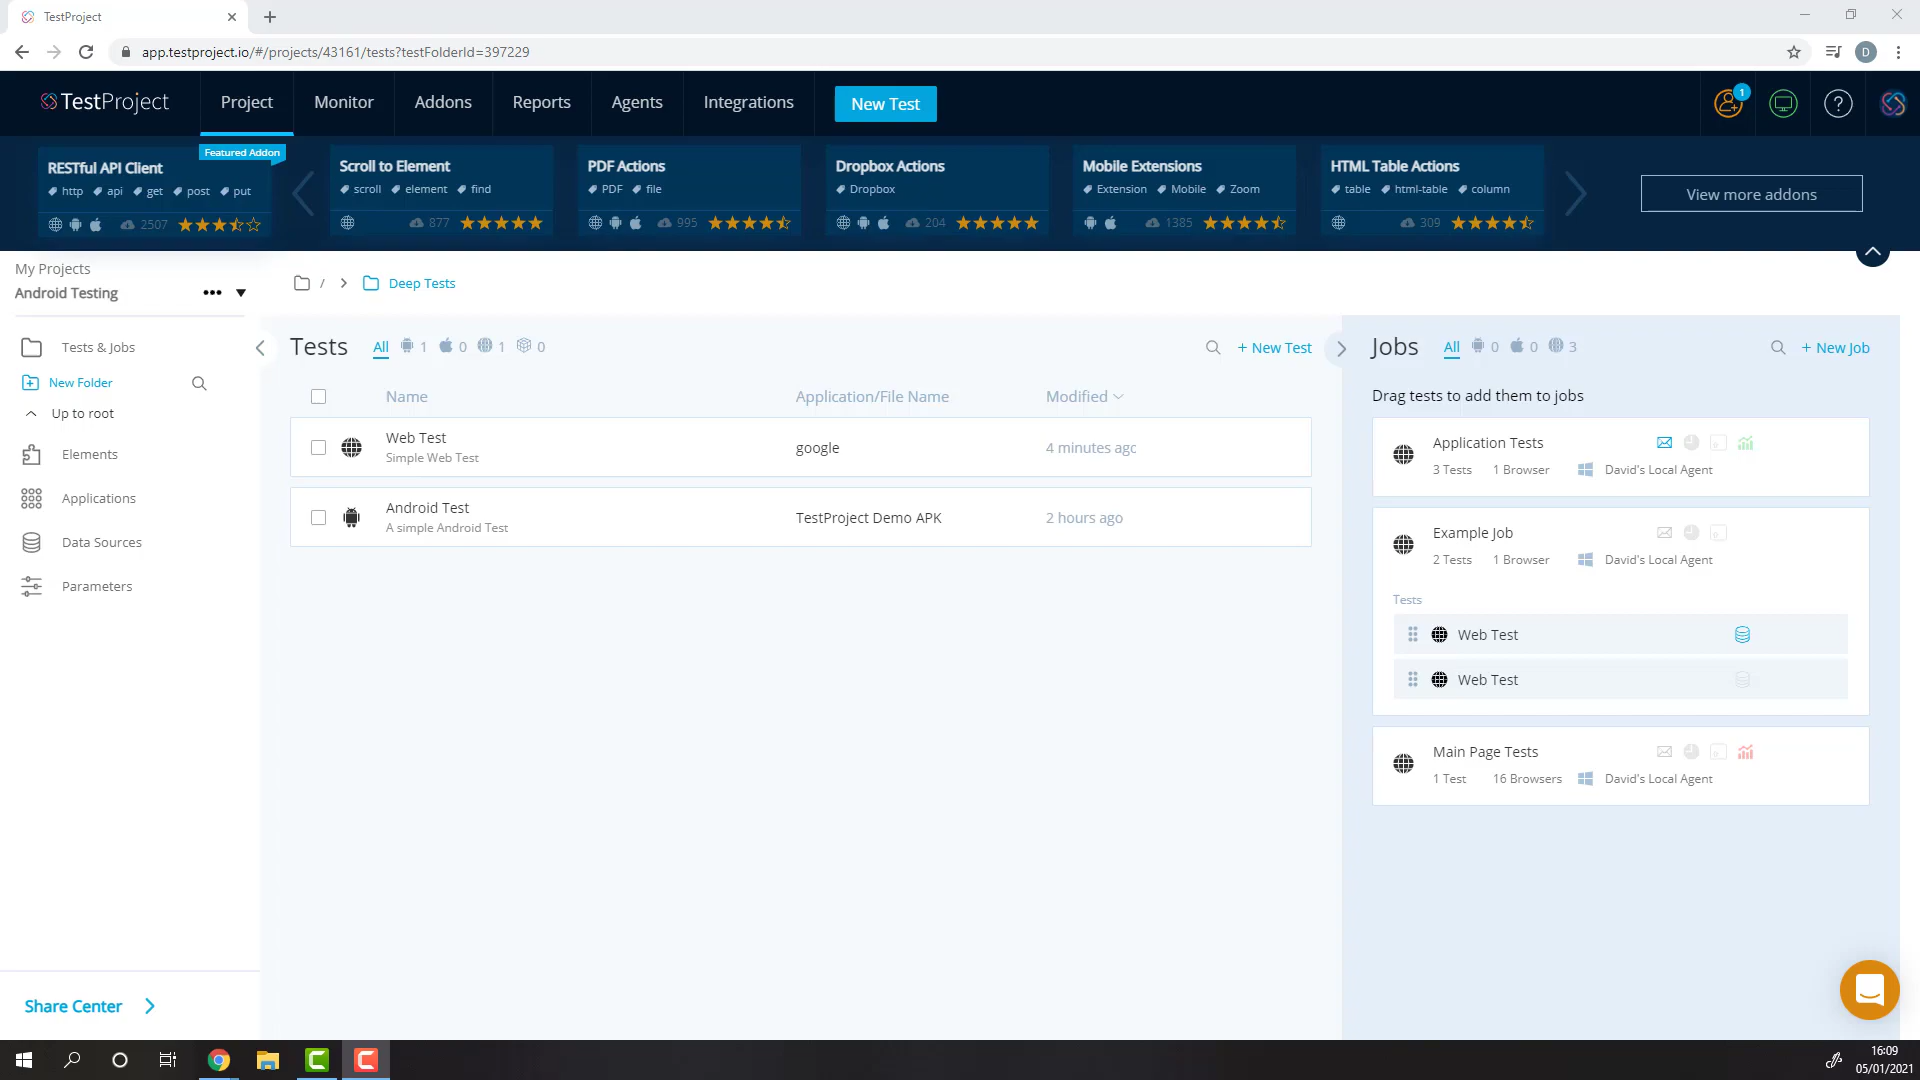 TestProject
app.testproject.io/#/projects/43161/tests?testFolderId=397229
D
TestProject
Project
Monitor
Addons
Reports
Agents
Integrations
New Test
1
?
Featured Addon
RESTful API Client
http api get post put
2507
Scroll to Element
scroll element find
877
PDF Actions
PDF file
995
Dropbox Actions
Dropbox
204
Mobile Extensions
Extension Mobile Zoom
1385
HTML Table Actions
table html-table column
309
View more addons
My Projects
Android Testing
Tests & Jobs
New Folder
Up to root
Elements
Applications
Data Sources
Parameters
Share Center
/ > Deep Tests
Tests All 1 0 1 0
+ New Test
Name Application/File Name Modified
Web Test
Simple Web Test
google
4 minutes ago
Android Test
A simple Android Test
TestProject Demo APK
2 hours ago
Jobs All 0 0 3
+ New Job
Drag tests to add them to jobs
Application Tests
3 Tests 1 Browser David's Local Agent
Example Job
2 Tests 1 Browser David's Local Agent
Tests
Web Test
Web Test
Main Page Tests
1 Test 16 Browsers David's Local Agent
16:09
05/01/2021